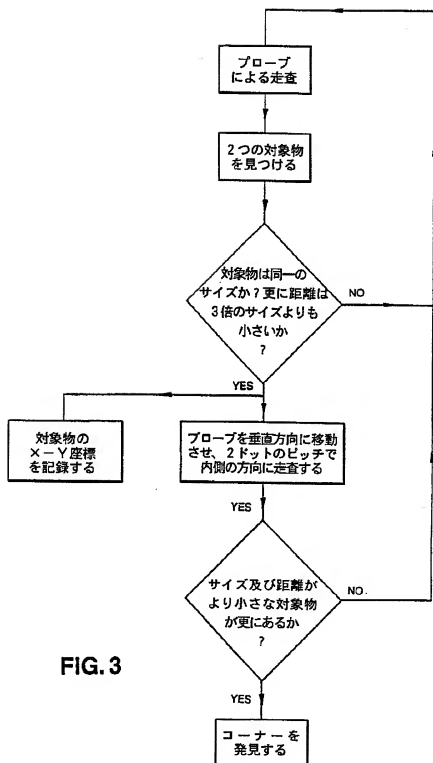 プローブ
による走査
2つの対象物
を見つける
対象物は同一の
サイズか?更に距離は
3倍のサイズよりも
小さいか
?
NO
YES
対象物の
X－Y座標
を記録する
プローブを垂直方向に移動
させ、2ドットのピッチで
内側の方向に走査する
YES
サイズ及び距離が
より小さな対象物
が更にあるか
?
NO.
FIG. 3
YES
コーナーを
発見する